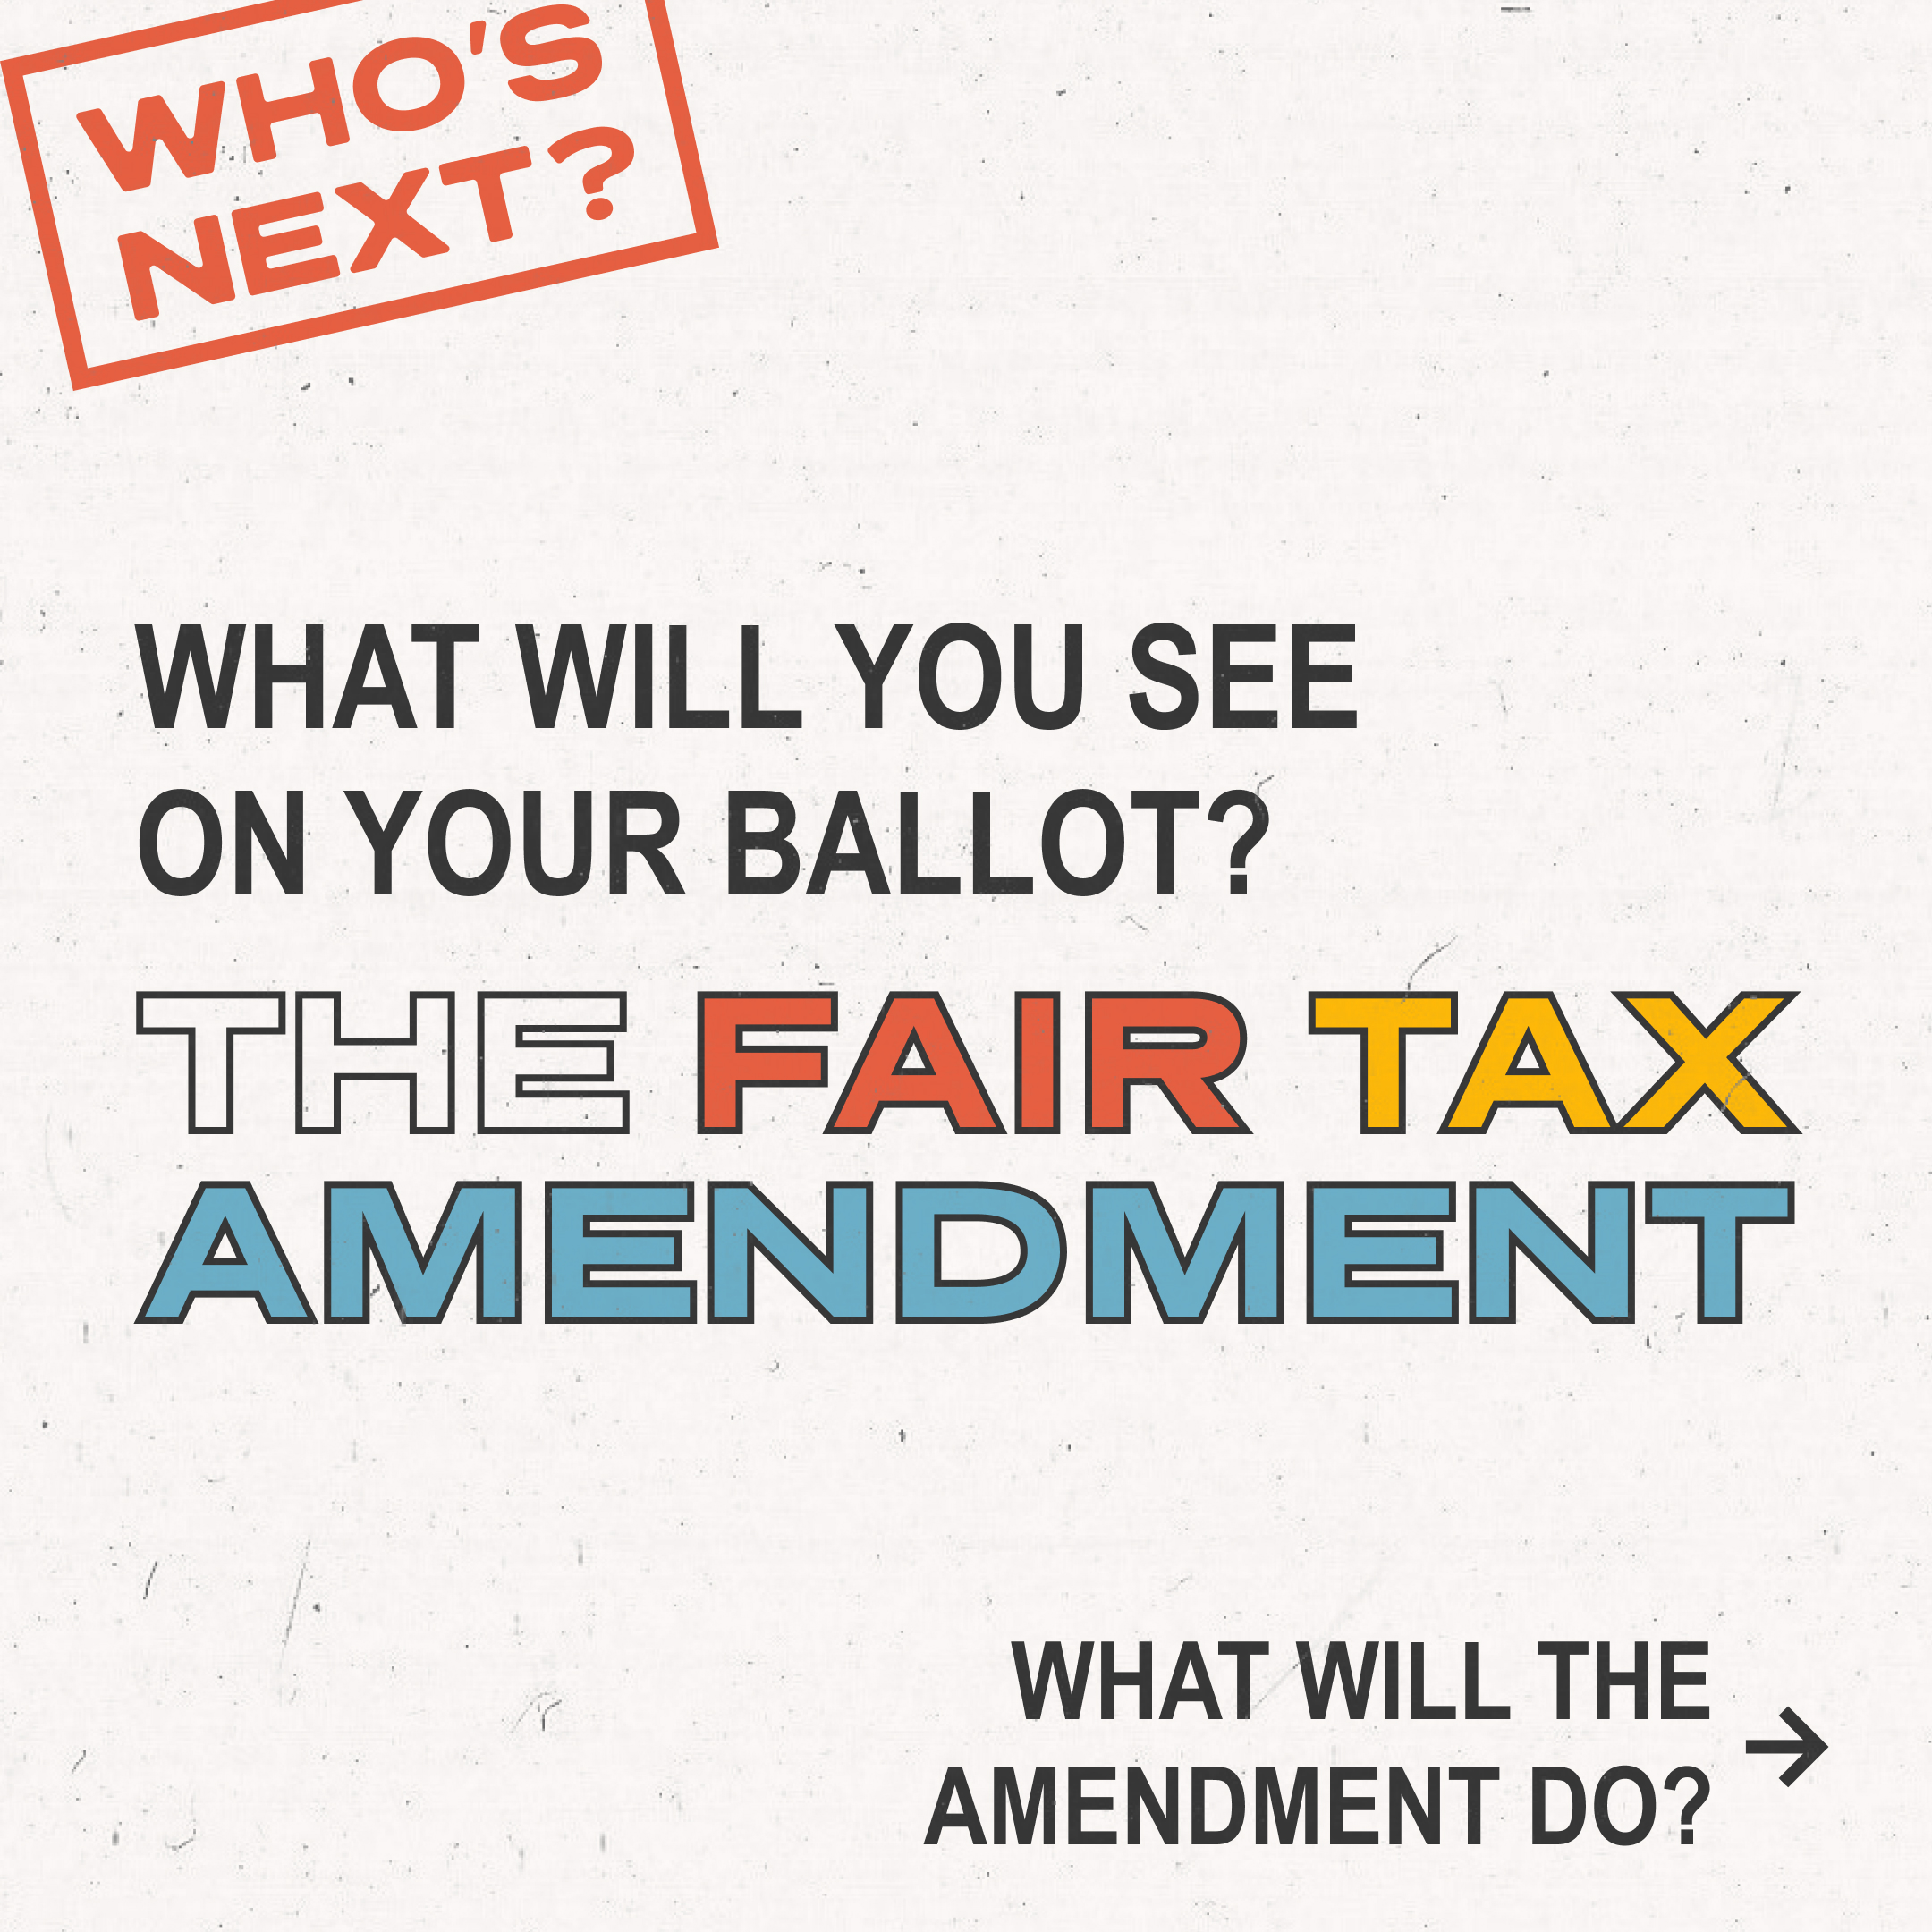 WHO'S
NEXT?
WHAT WILL YOU SEE
ON YOUR BALLOT?
THE FAIR TAX
AMENDMENT
WHAT WILL THE
AMENDMENT DO?